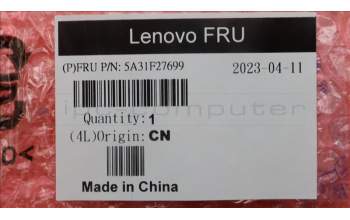 Lenovo FRU
(P)FRU P/N: 5A31F27699 2023-04-11
Quantity: 1
(4L)Origin: CN
Made in China